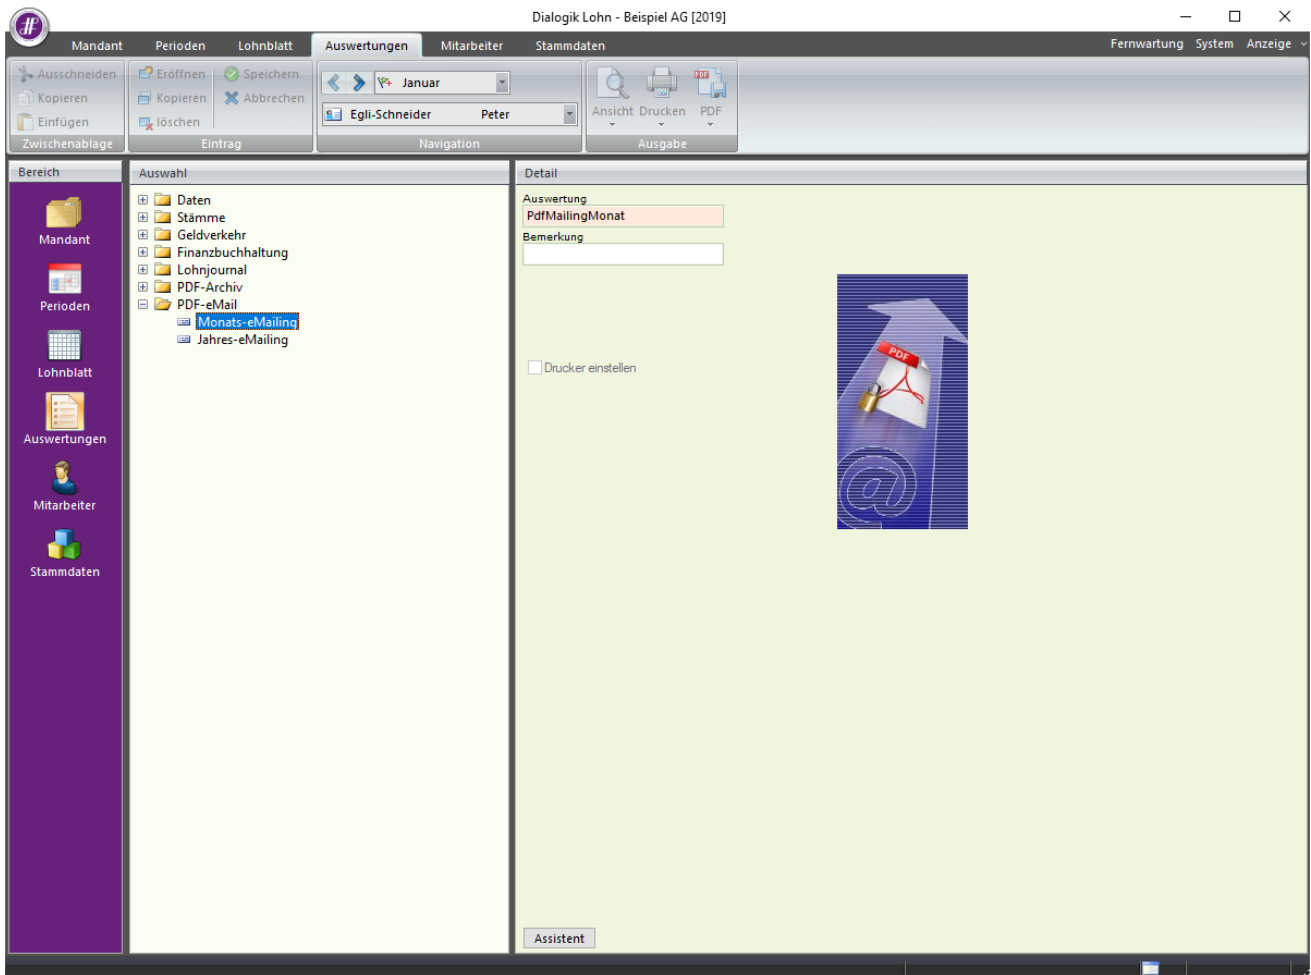 Dialogik Lohn - Beispiel AG [2019]
Mandant Perioden Lohnblatt Auswertungen Mitarbeiter Stammdaten Fernwartung System Anzeige
Ausschneiden
Kopieren
Einfügen
Zwischenablage
Eröffnen Speichern
Kopieren Abbrechen
löschen
Eintrag
Januar
Egli-Schneider Peter
Navigation
Ansicht Drucken PDF
Ausgabe
Bereich
Mandant
Perioden
Lohnblatt
Auswertungen
Mitarbeiter
Stammdaten
Auswahl
Daten
Stämme
Geldverkehr
Finanzbuchhaltung
Lohnjournal
PDF-Archiv
PDF-eMail
Monats-eMailing
Jahres-eMailing
Detail
Auswertung
PdfMailingMonat
Bemerkung
Drucker einstellen
PDF
@
Assistent